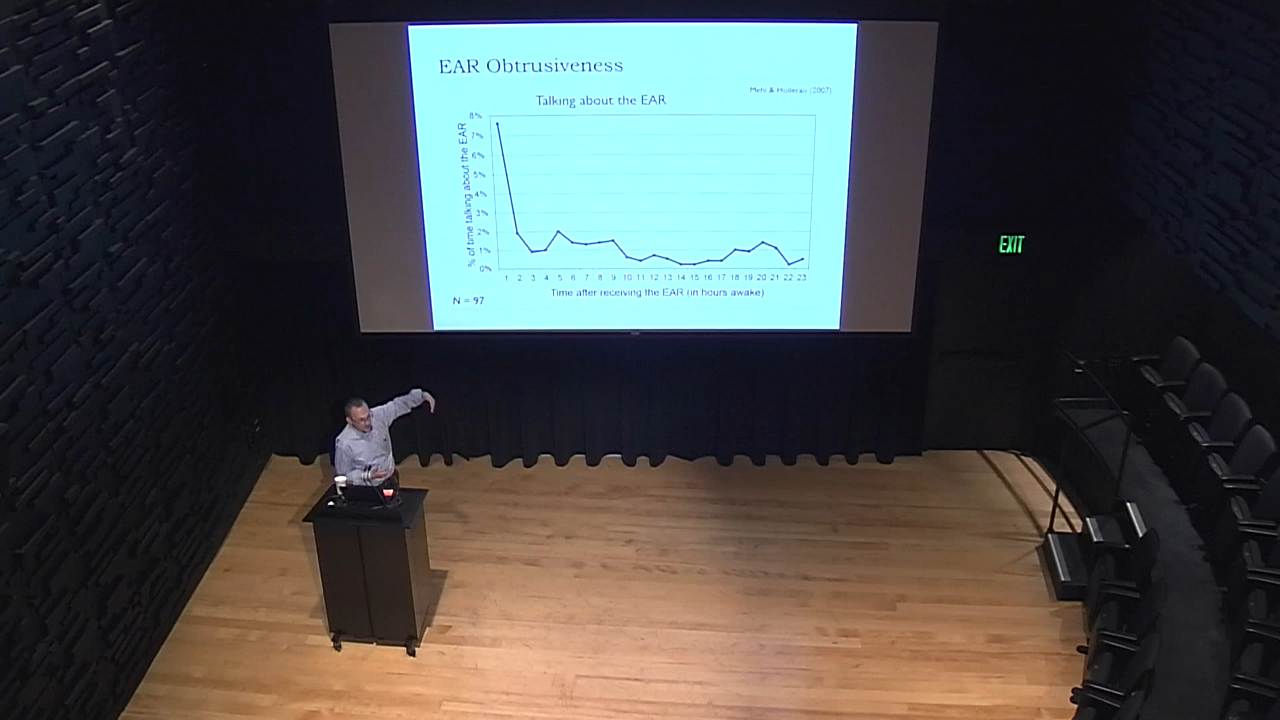 EAR Obtrusiveness
Mehl & Holleran (2007)
Talking about the EAR
% of time talking about the EAR
8%
7%
6%
5%
4%
3%
2%
1%
0%
1 2 3 4 5 6 7 8 9 10 11 12 13 14 15 16 17 18 19 20 21 22 23
Time after receiving the EAR (in hours awake)
N = 97
EXIT